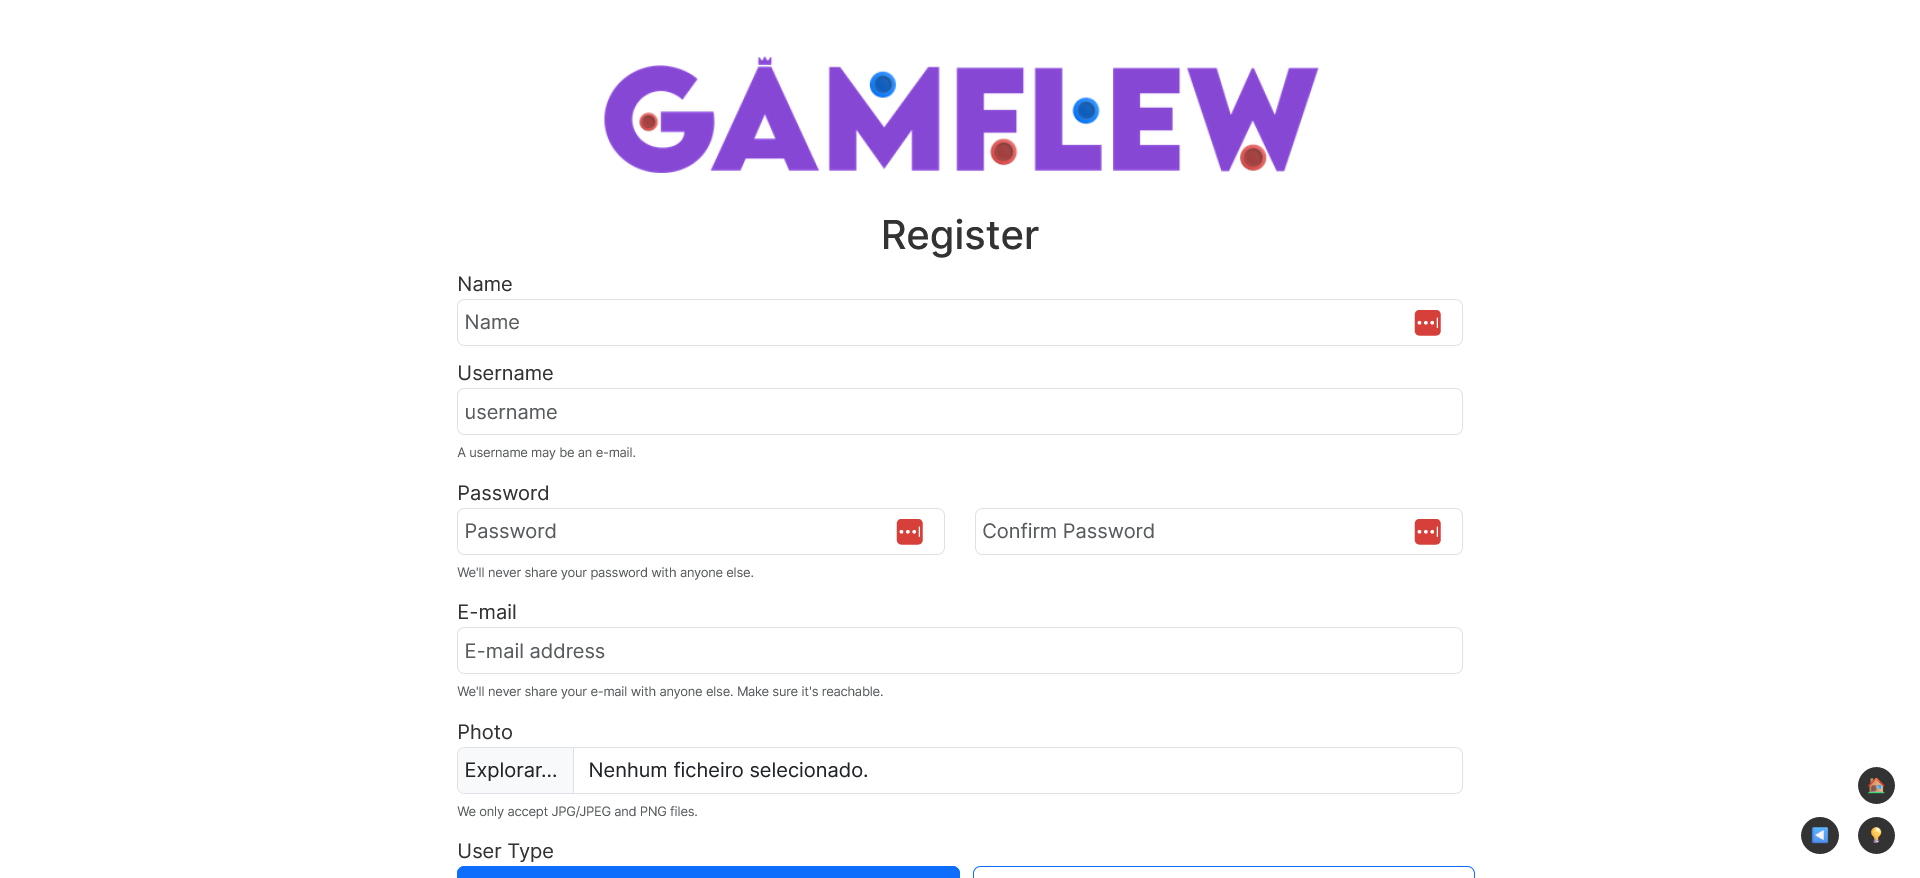 GAMFLEW
Register
Name
Name
Username
username
A username may be an e-mail.
Password
Password
Confirm Password
We'll never share your password with anyone else.
E-mail
E-mail address
We'll never share your e-mail with anyone else. Make sure it's reachable.
Photo
Explorar... Nenhum ficheiro selecionado.
We only accept JPG/JPEG and PNG files.
User Type